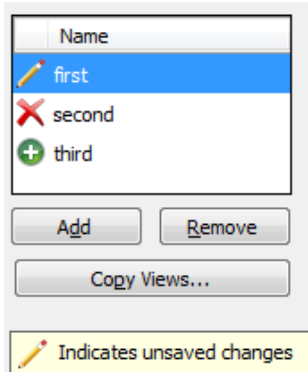 Name
first
second
third
Add Remove
Copy Views...
Indicates unsaved changes